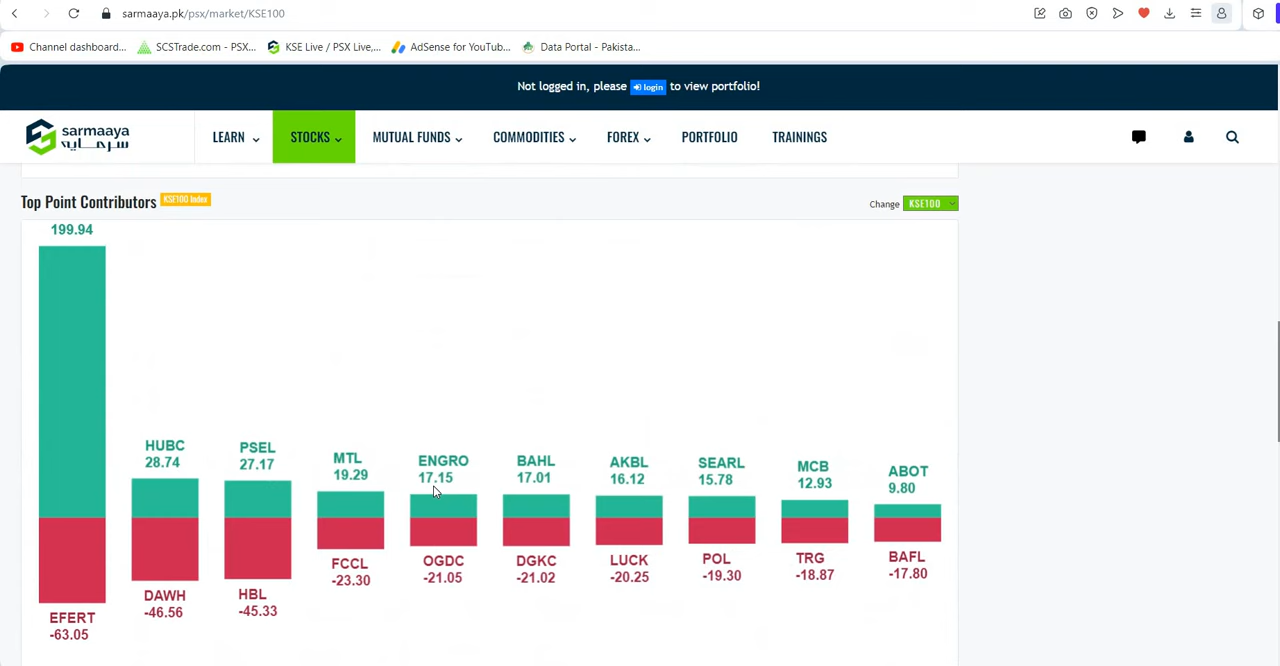 sarmaaya.pk/psx/market/KSE100
Channel dashboard...
SCSTrade.com - PSX...
KSE Live / PSX Live,...
AdSense for YouTub...
Data Portal - Pakista...
Not logged in, please login to view portfolio!
sarmaaya
سرمایہ
LEARN
STOCKS
MUTUAL FUNDS
COMMODITIES
FOREX
PORTFOLIO
TRAININGS
Top Point Contributors KSE100 Index
Change KSE100
199.94
HUBC
28.74
PSEL
27.17
MTL
19.29
ENGRO
17.15
BAHL
17.01
AKBL
16.12
SEARL
15.78
MCB
12.93
ABOT
9.80
EFERT
-63.05
DAWH
-46.56
HBL
-45.33
FCCL
-23.30
OGDC
-21.05
DGKC
-21.02
LUCK
-20.25
POL
-19.30
TRG
-18.87
BAFL
-17.80